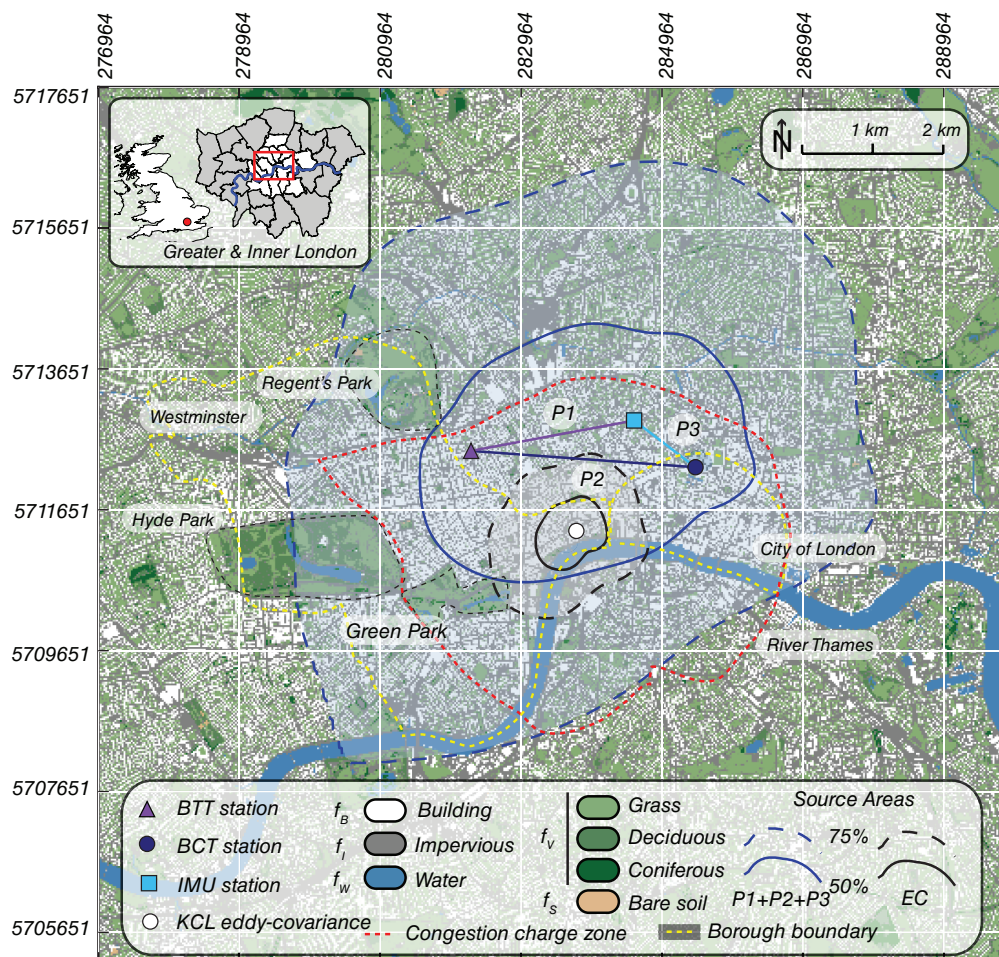 276964
278964
280964
282964
284964
286964
288964
5717651
5715651
5713651
5711651
5709651
5707651
5705651
Greater & Inner London
N
1 km
2 km
Regent's Park
Westminster
P1
P3
P2
Hyde Park
City of London
Green Park
River Thames
BTT station
BCT station
IMU station
KCL eddy-covariance
f_B Building
f_I Impervious
f_W Water
f_V
Grass
Deciduous
Coniferous
f_S Bare soil
Source Areas
75%
50%
P1+P2+P3
EC
Congestion charge zone
Borough boundary